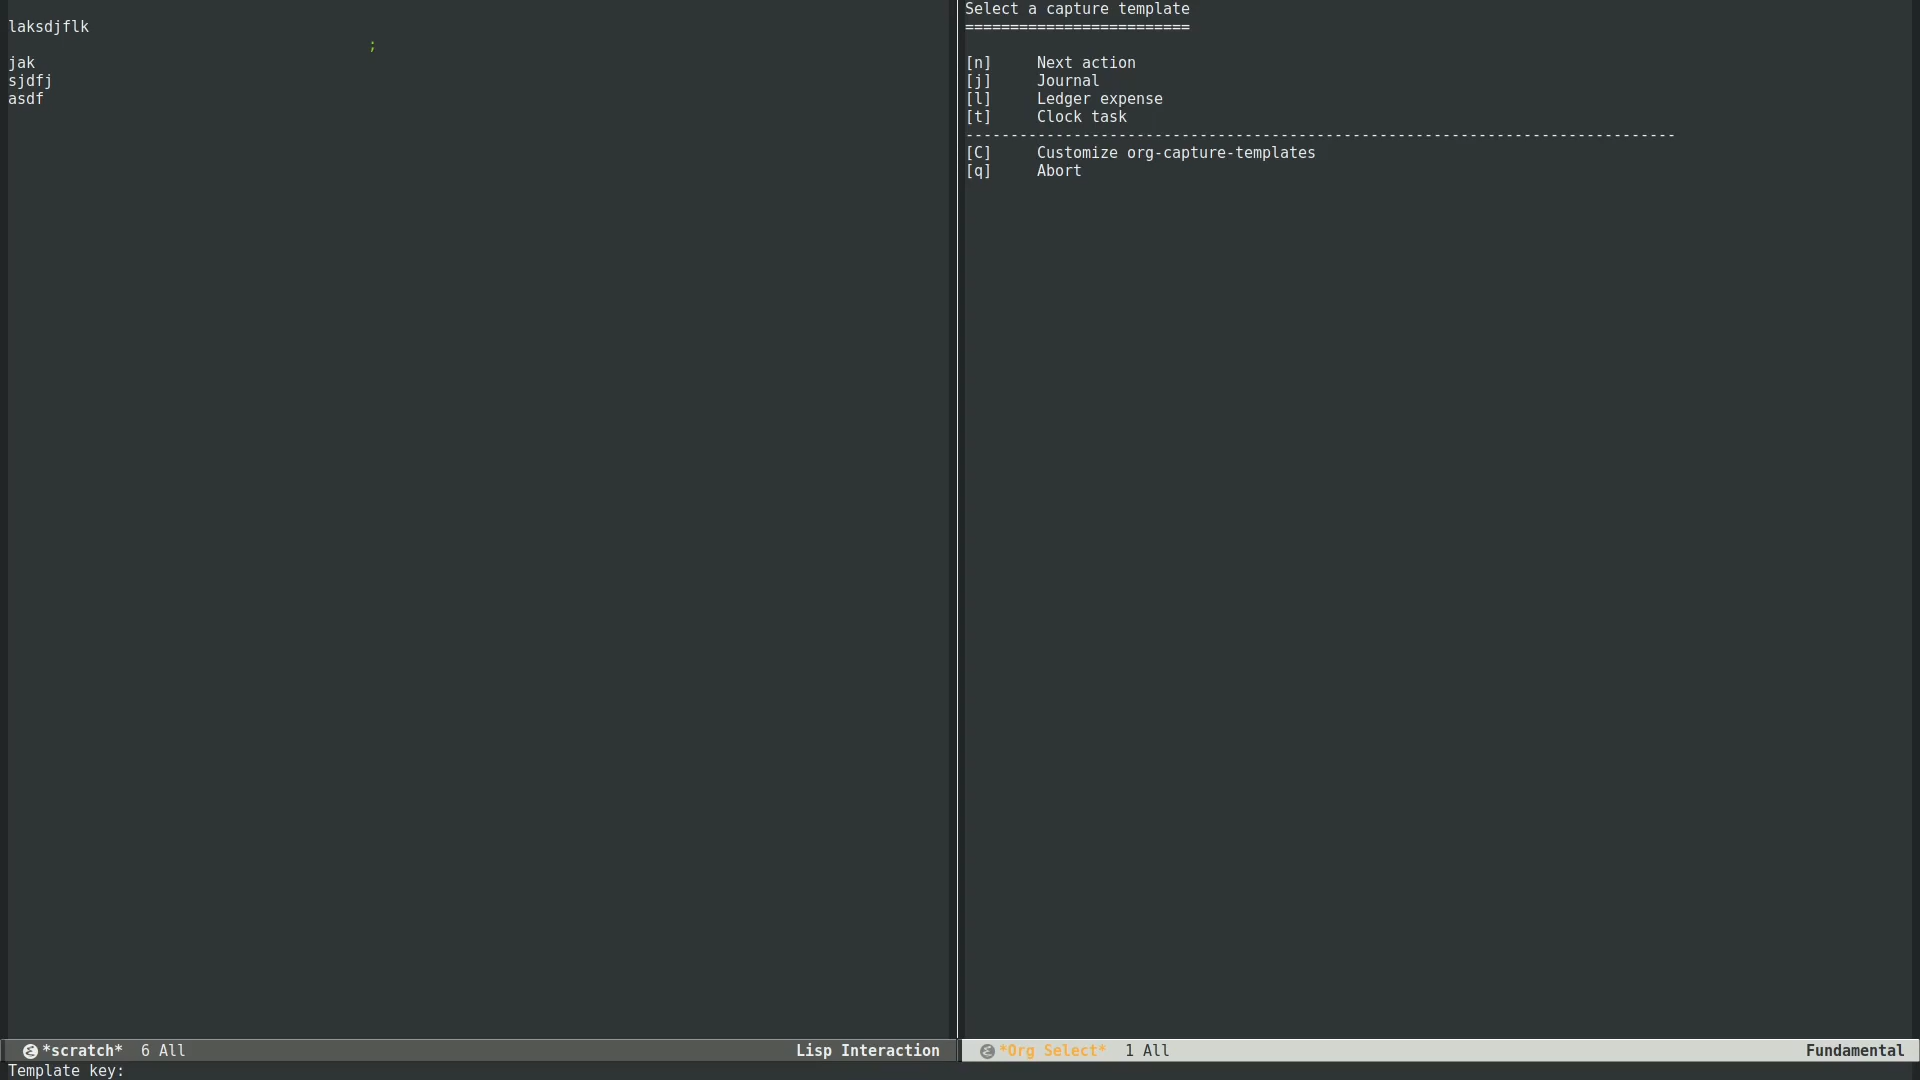 laksdjflk
;
jak
sjdfj
asdf
*scratch* 6 All Lisp Interaction
Select a capture template
=========================
[n] Next action
[j] Journal
[l] Ledger expense
[t] Clock task
-------------------------------------------------------------------------------
[C] Customize org-capture-templates
[q] Abort
*Org Select* 1 All Fundamental
Template key: